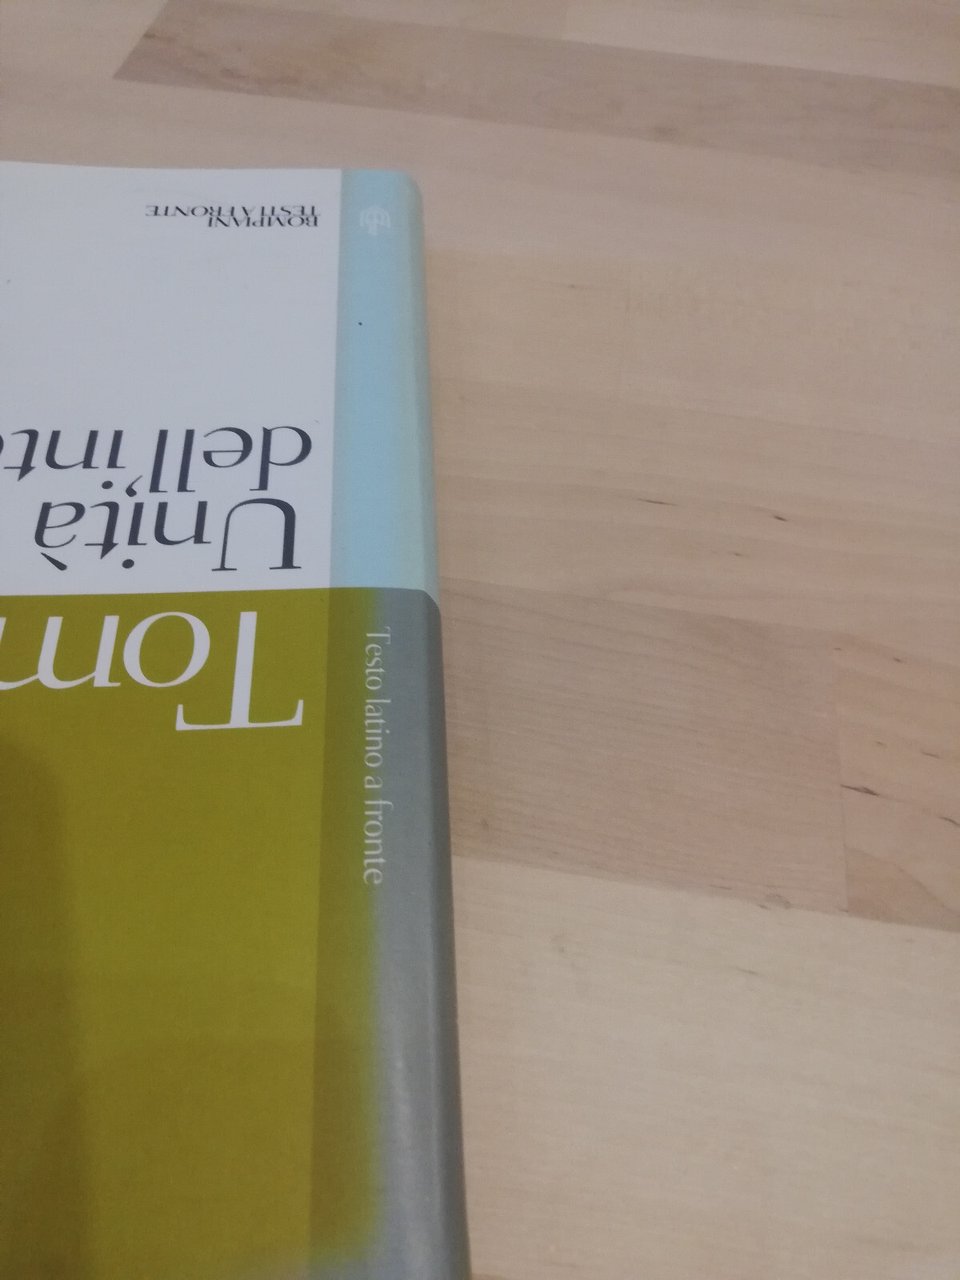 Tom
Unità
dell'int
BOMPIANI
TESTI A FRONTE
Testo latino a fronte